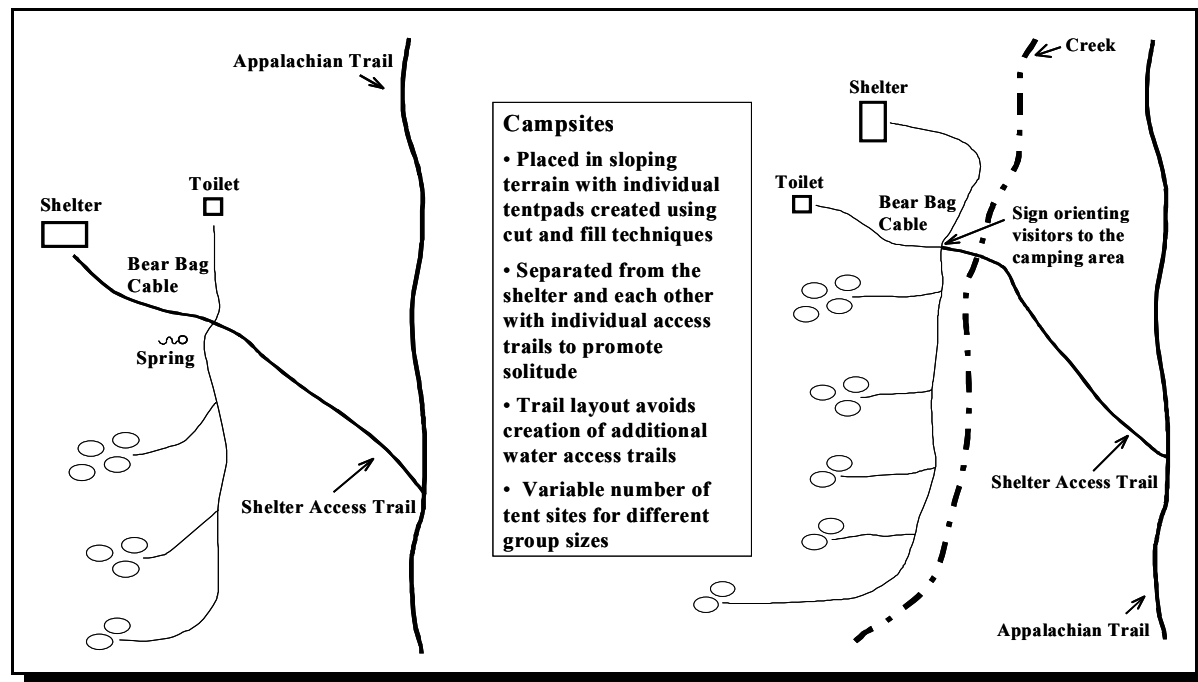 Appalachian Trail
Shelter
Toilet
Bear Bag
Cable
Spring
Shelter Access Trail
Campsites
• Placed in sloping
terrain with individual
tentpads created using
cut and fill techniques
• Separated from the
shelter and each other
with individual access
trails to promote
solitude
• Trail layout avoids
creation of additional
water access trails
• Variable number of
tent sites for different
group sizes
Creek
Shelter
Toilet
Bear Bag
Cable
Sign orienting
visitors to the
camping area
Shelter Access Trail
Appalachian Trail